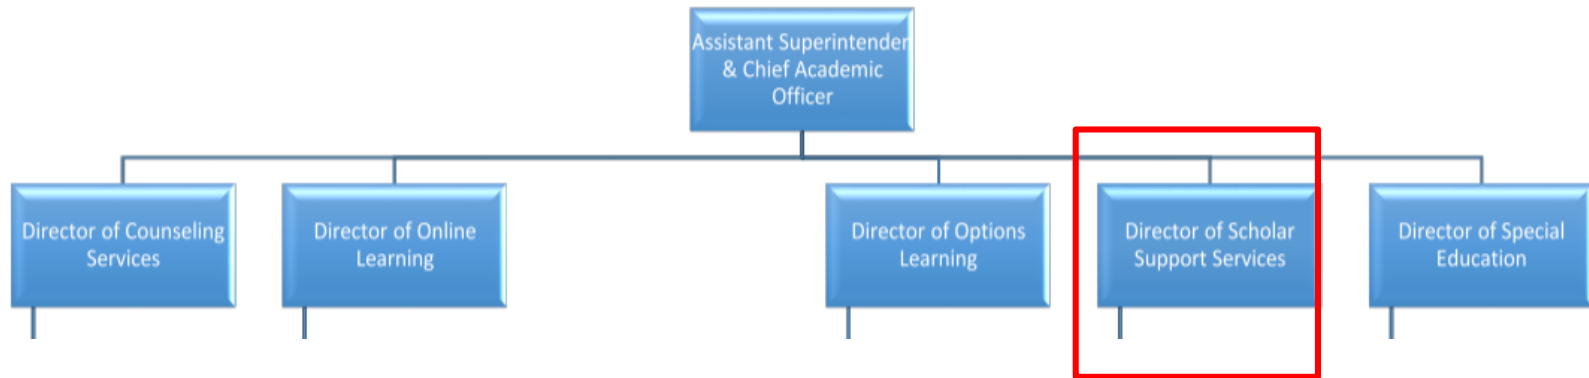 Assistant Superintender
& Chief Academic
Officer
Director of Counseling
Services
Director of Online
Learning
Director of Options
Learning
Director of Scholar
Support Services
Director of Special
Education